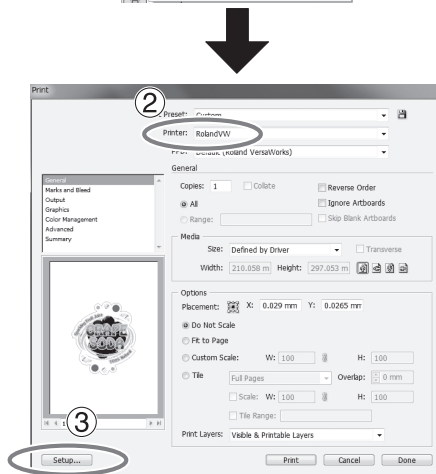 Print
②
Preset: Custom
Printer: RolandVW
PPD: Default (Roland VersaWorks)
General
Marks and Bleed
Output
Graphics
Color Management
Advanced
Summary
General
Copies: 1 Collate Reverse Order
All Ignore Artboards
Range: Skip Blank Artboards
Media
Size: Defined by Driver Transverse
Width: 210.058 m Height: 297.053 m
Options
Placement: X: 0.029 mm Y: 0.0265 mm
Do Not Scale
Fit to Page
Custom Scale: W: 100 H: 100
Tile Full Pages Overlap: 0 mm
Scale: W: 100 H: 100
Tile Range:
Print Layers: Visible & Printable Layers
GRAPE
SODA
1
③
Setup...
Print Cancel Done